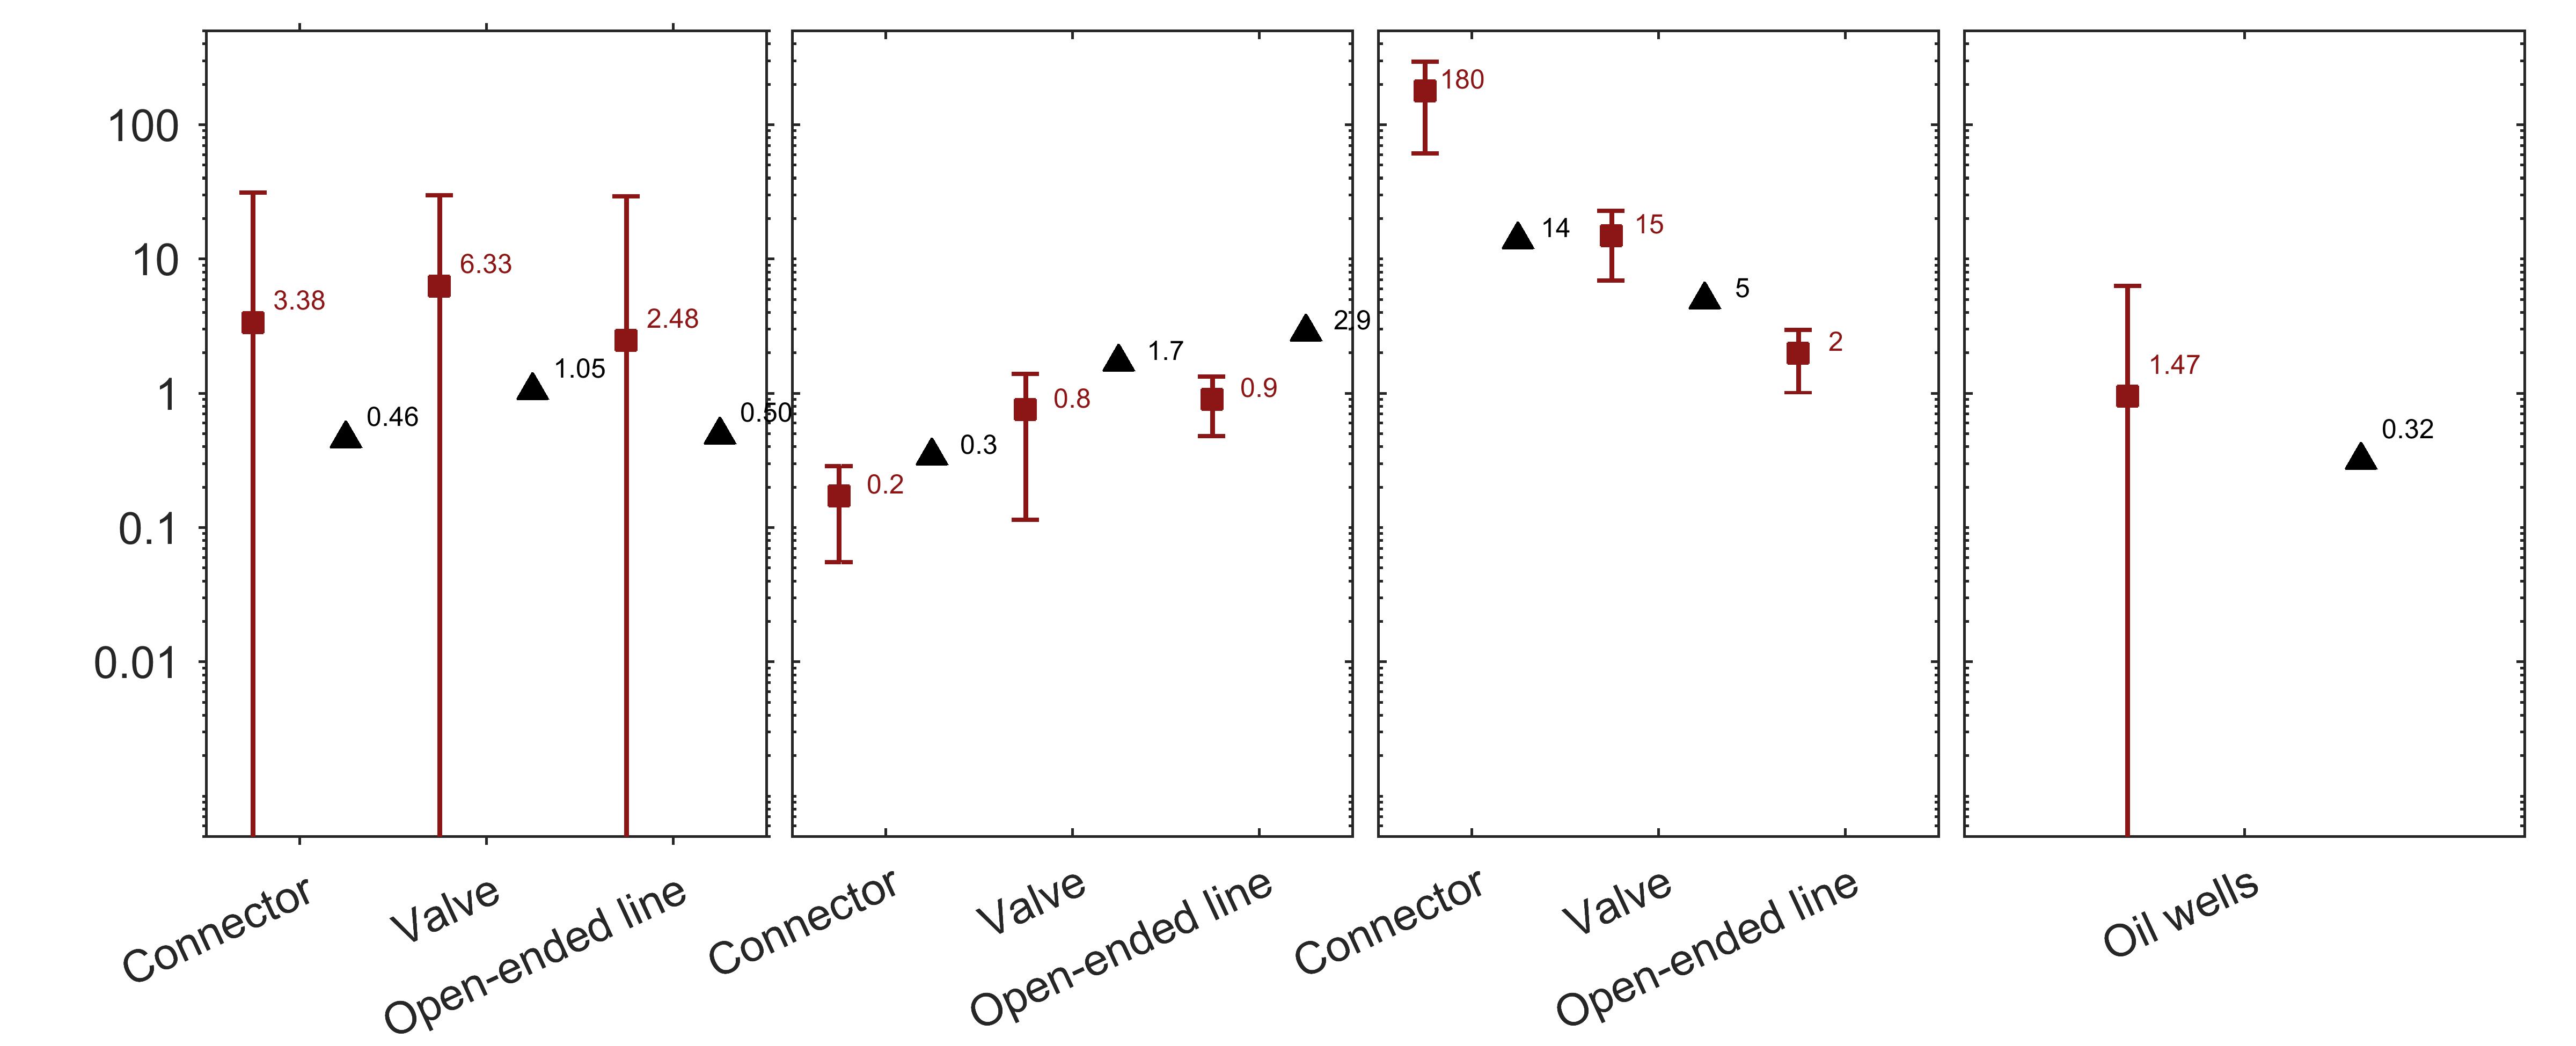 100
10
1
0.1
0.01
3.38
0.46
6.33
1.05
2.48
0.50
0.2
0.3
0.8
1.7
0.9
2.9
180
14
15
5
2
1.47
0.32
Connector
Valve
Open-ended line
Connector
Valve
Open-ended line
Connector
Valve
Open-ended line
Oil wells